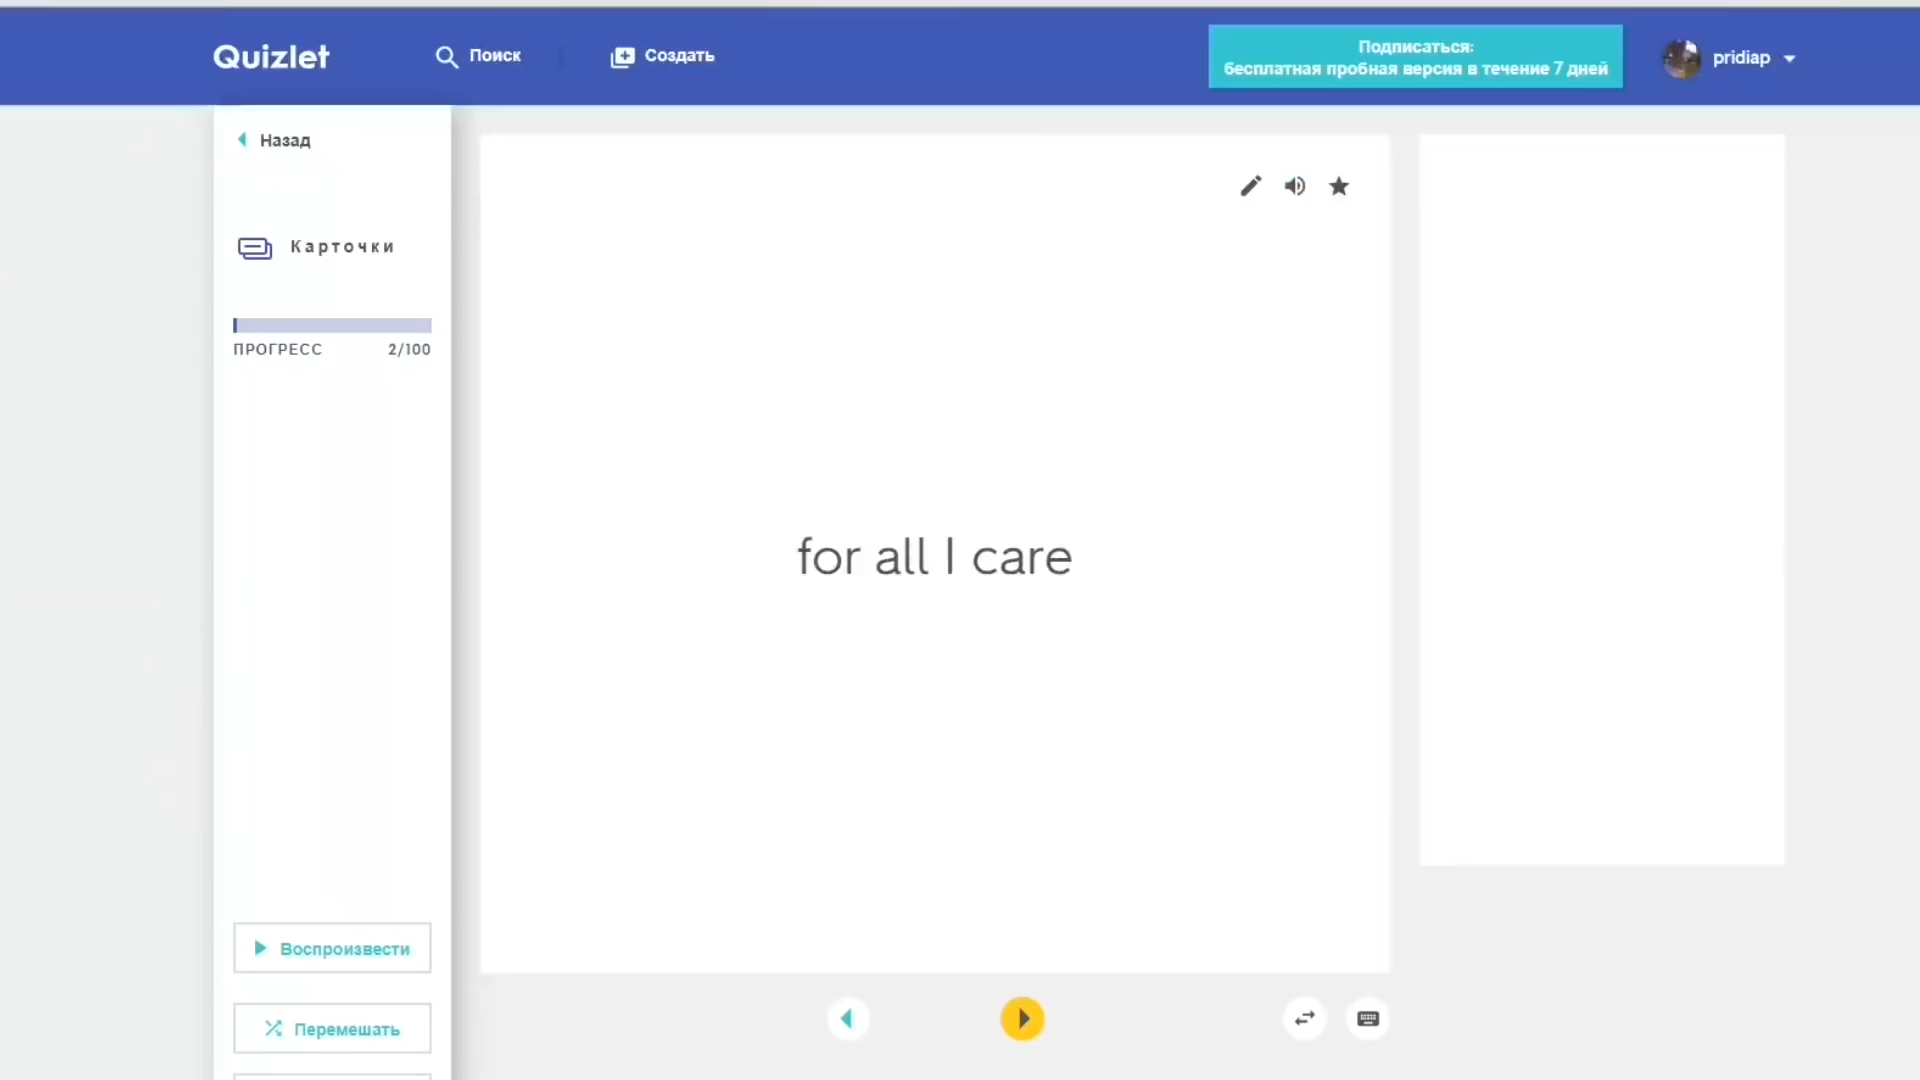 Quizlet
Поиск
Создать
Подписаться:
бесплатная пробная версия в течение 7 дней
pridiap
Назад
Карточки
ПРОГРЕСС 2/100
for all I care
Воспроизвести
Перемешать